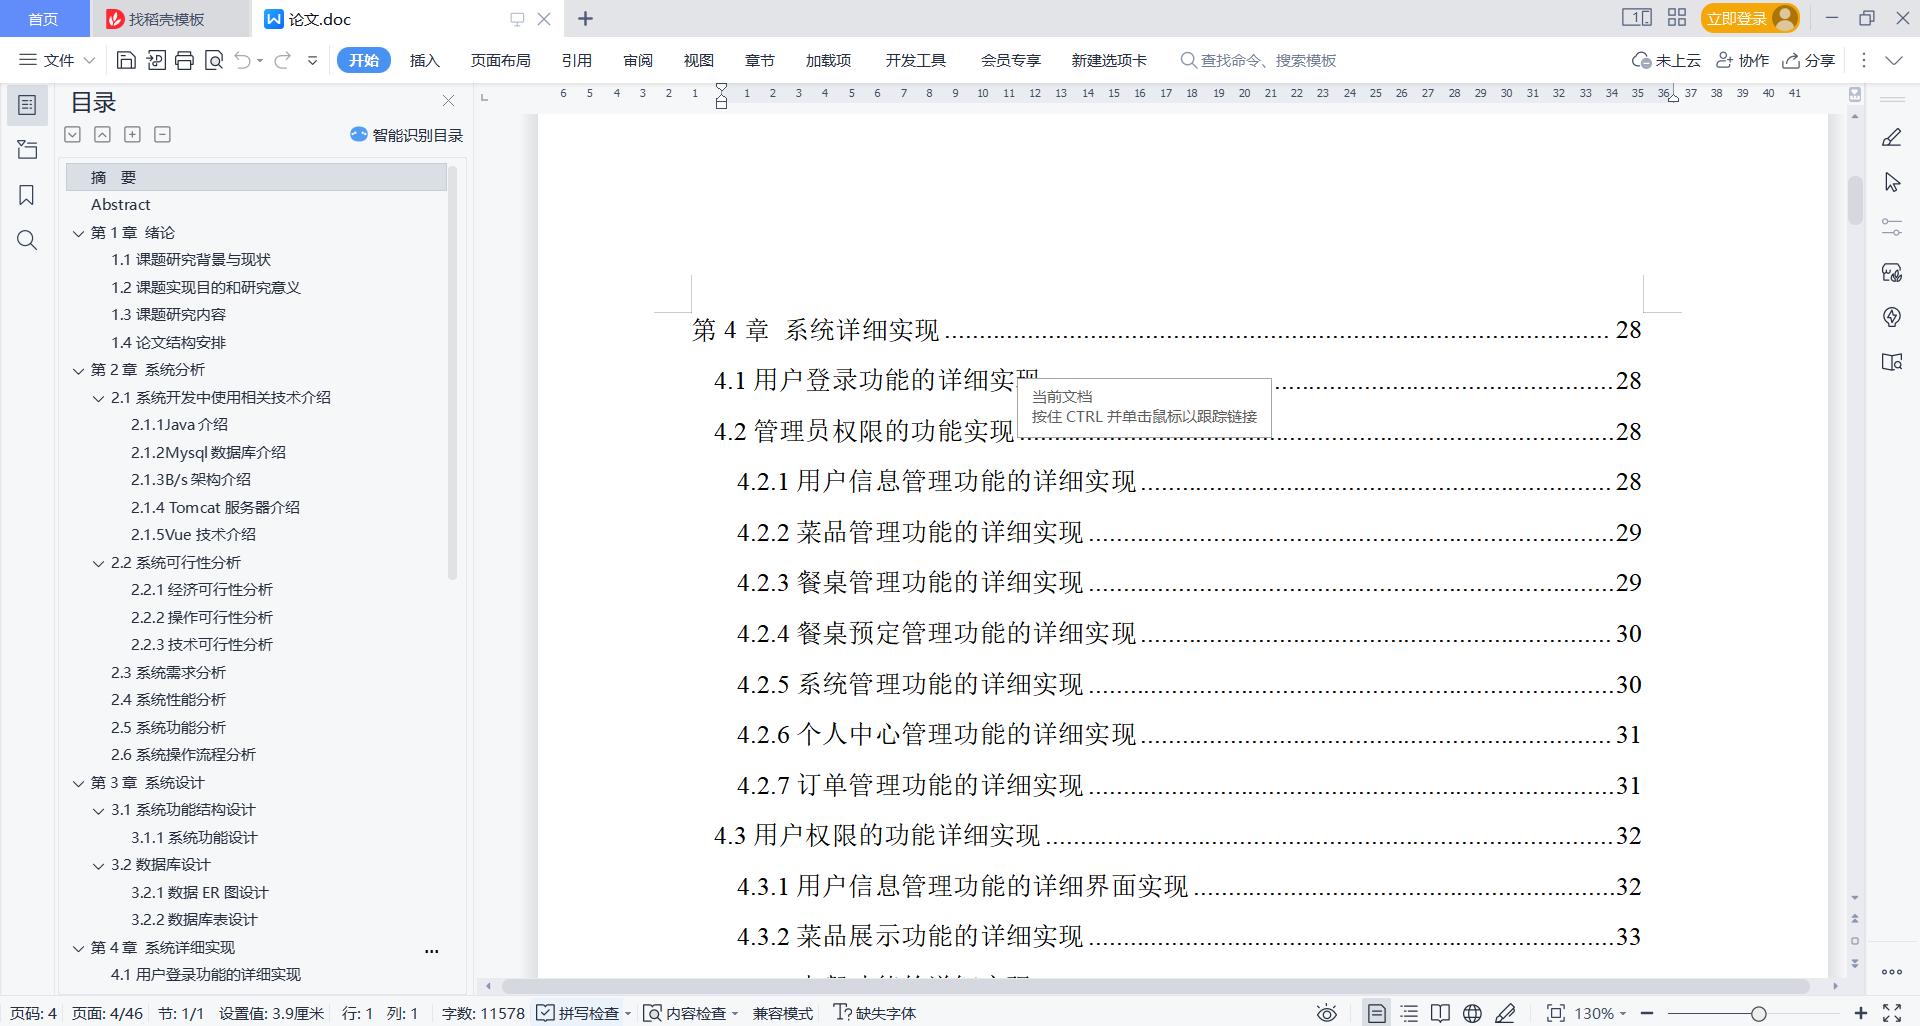 首页
找稻壳模板
论文.doc
立即登录
文件
开始
插入
页面布局
引用
审阅
视图
章节
加载项
开发工具
会员专享
新建选项卡
查找命令、搜索模板
未上云
协作
分享
目录
智能识别目录
6 5 4 3 2 1 1 2 3 4 5 6 7 8 9 10 11 12 13 14 15 16 17 18 19 20 21 22 23 24 25 26 27 28 29 30 31 32 33 34 35 36 37 38 39 40 41
摘 要
Abstract
第 1 章 绪论
1.1 课题研究背景与现状
1.2 课题实现目的和研究意义
1.3 课题研究内容
1.4 论文结构安排
第 2 章 系统分析
2.1 系统开发中使用相关技术介绍
2.1.1Java 介绍
2.1.2Mysql 数据库介绍
2.1.3B/s 架构介绍
2.1.4 Tomcat 服务器介绍
2.1.5Vue 技术介绍
2.2 系统可行性分析
2.2.1 经济可行性分析
2.2.2 操作可行性分析
2.2.3 技术可行性分析
2.3 系统需求分析
2.4 系统性能分析
2.5 系统功能分析
2.6 系统操作流程分析
第 3 章 系统设计
3.1 系统功能结构设计
3.1.1 系统功能设计
3.2 数据库设计
3.2.1 数据 ER 图设计
3.2.2 数据库表设计
第 4 章 系统详细实现
4.1 用户登录功能的详细实现
第 4 章 系统详细实现 28
4.1 用户登录功能的详细实现 28
当前文档
按住 CTRL 并单击鼠标以跟踪链接
4.2 管理员权限的功能实现 28
4.2.1 用户信息管理功能的详细实现 28
4.2.2 菜品管理功能的详细实现 29
4.2.3 餐桌管理功能的详细实现 29
4.2.4 餐桌预定管理功能的详细实现 30
4.2.5 系统管理功能的详细实现 30
4.2.6 个人中心管理功能的详细实现 31
4.2.7 订单管理功能的详细实现 31
4.3 用户权限的功能详细实现 32
4.3.1 用户信息管理功能的详细界面实现 32
4.3.2 菜品展示功能的详细实现 33
页码: 4 页面: 4/46 节: 1/1 设置值: 3.9厘米 行: 1 列: 1 字数: 11578 拼写检查 内容检查 兼容模式 缺失字体 130%